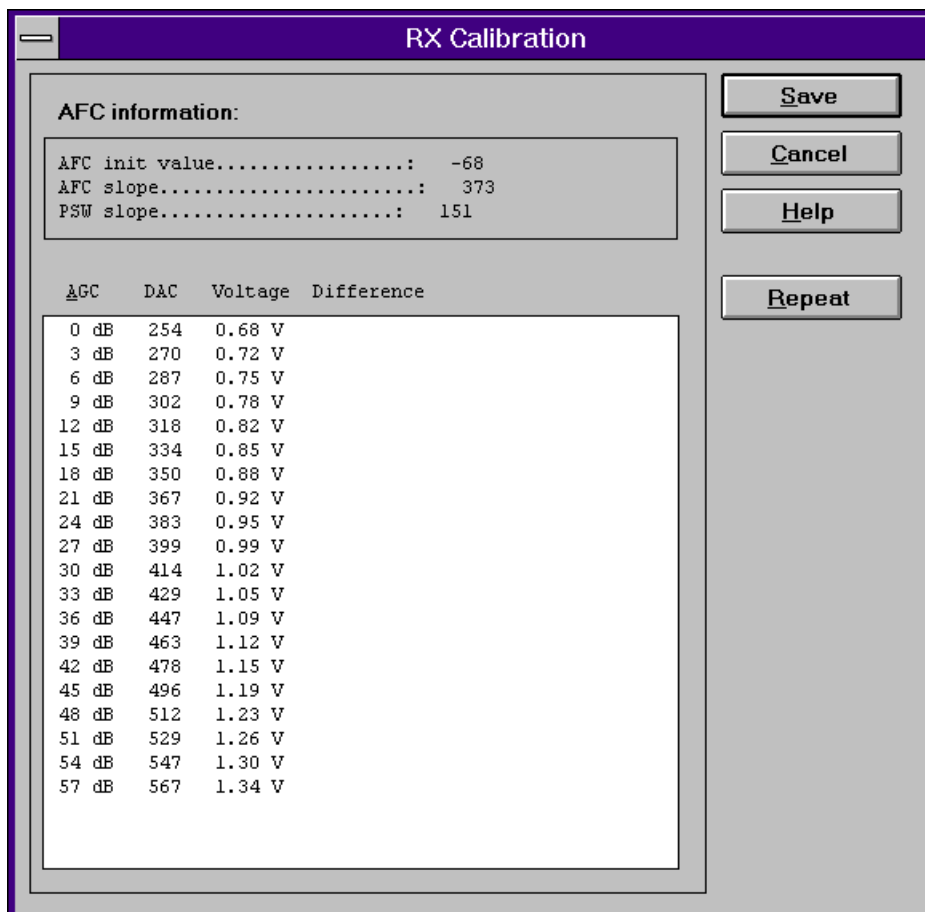 RX Calibration
AFC information:
AFC init value.................: -68
AFC slope.......................: 373
PSW slope.....................: 151
AGC DAC Voltage Difference
0 dB 254 0.68 V
3 dB 270 0.72 V
6 dB 287 0.75 V
9 dB 302 0.78 V
12 dB 318 0.82 V
15 dB 334 0.85 V
18 dB 350 0.88 V
21 dB 367 0.92 V
24 dB 383 0.95 V
27 dB 399 0.99 V
30 dB 414 1.02 V
33 dB 429 1.05 V
36 dB 447 1.09 V
39 dB 463 1.12 V
42 dB 478 1.15 V
45 dB 496 1.19 V
48 dB 512 1.23 V
51 dB 529 1.26 V
54 dB 547 1.30 V
57 dB 567 1.34 V
Save
Cancel
Help
Repeat